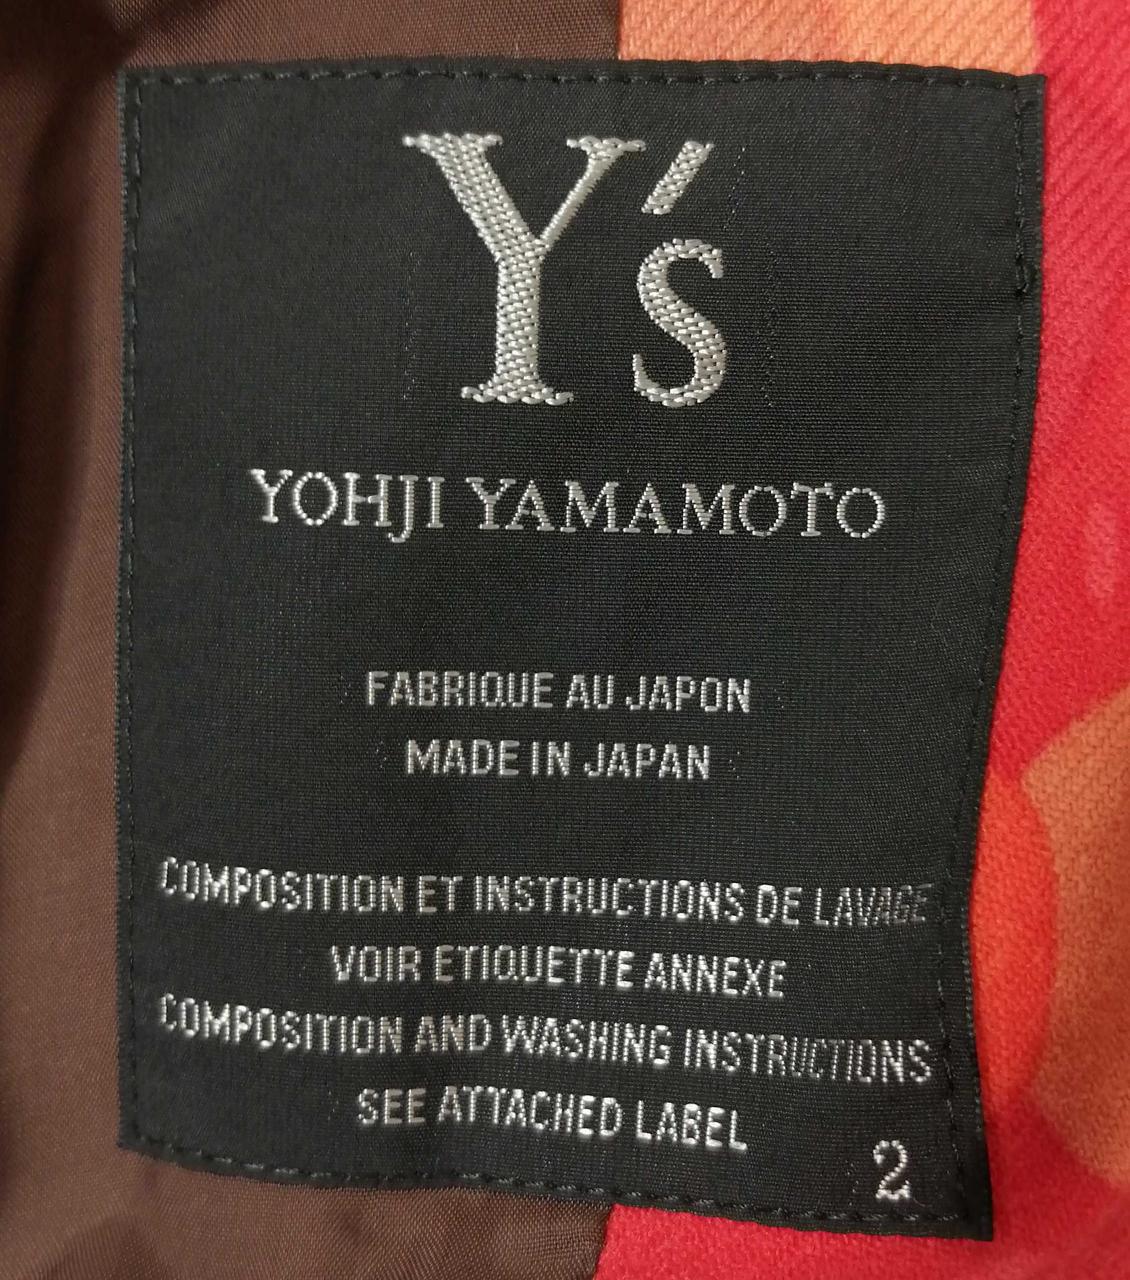 Y's
YOHJI YAMAMOTO
FABRIQUE AU JAPON
MADE IN JAPAN
COMPOSITION ET INSTRUCTIONS DE LAVAGE
VOIR ETIQUETTE ANNEXE
COMPOSITION AND WASHING INSTRUCTIONS
SEE ATTACHED LABEL
2